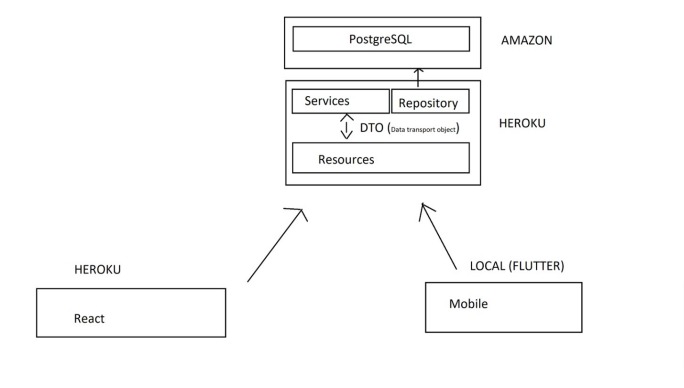 PostgreSQL
AMAZON
Services
Repository
DTO (Data transport object)
HEROKU
Resources
HEROKU
React
LOCAL (FLUTTER)
Mobile